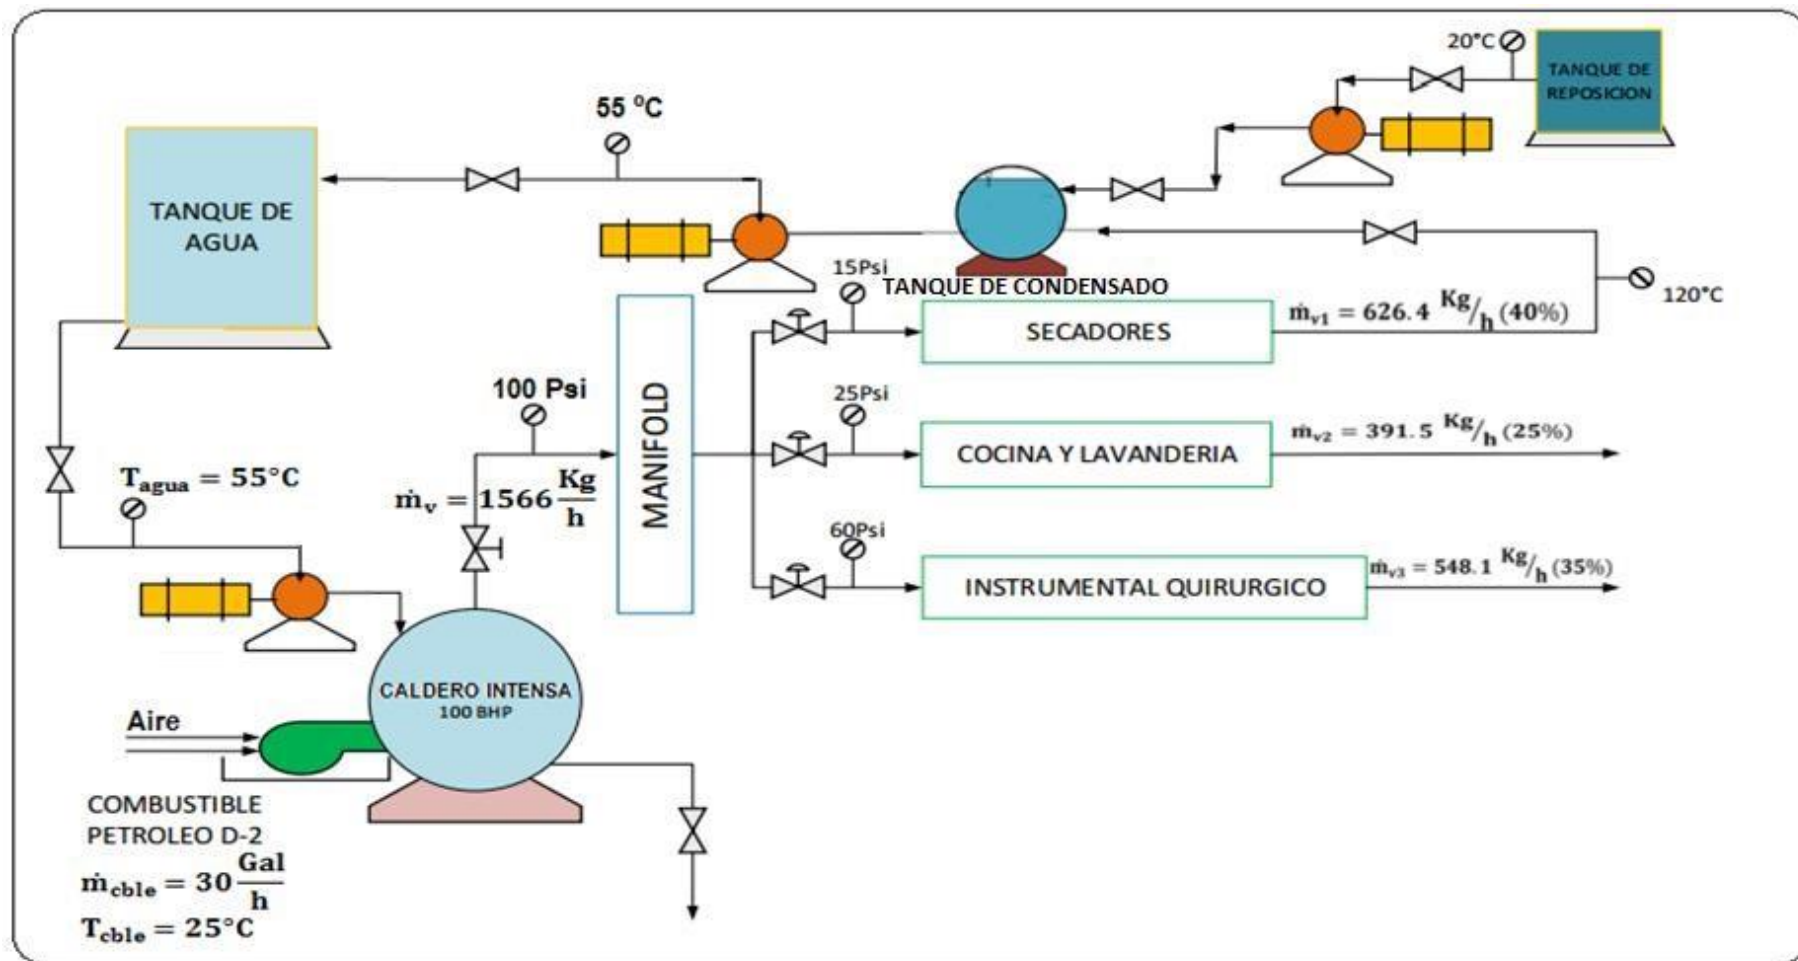 20°C
TANQUE DE
REPOSICION
55 °C
TANQUE DE
AGUA
15Psi
TANQUE DE CONDENSADO
120°C
SECADORES
ṁv1 = 626.4 Kg/h (40%)
100 Psi
MANIFOLD
25Psi
COCINA Y LAVANDERIA
ṁv2 = 391.5 Kg/h (25%)
Tagua = 55°C
ṁv = 1566 Kg/h
60Psi
INSTRUMENTAL QUIRURGICO
ṁv3 = 548.1 Kg/h (35%)
CALDERO INTENSA
100 BHP
Aire
COMBUSTIBLE
PETROLEO D-2
ṁcble = 30 Gal/h
Tcble = 25°C